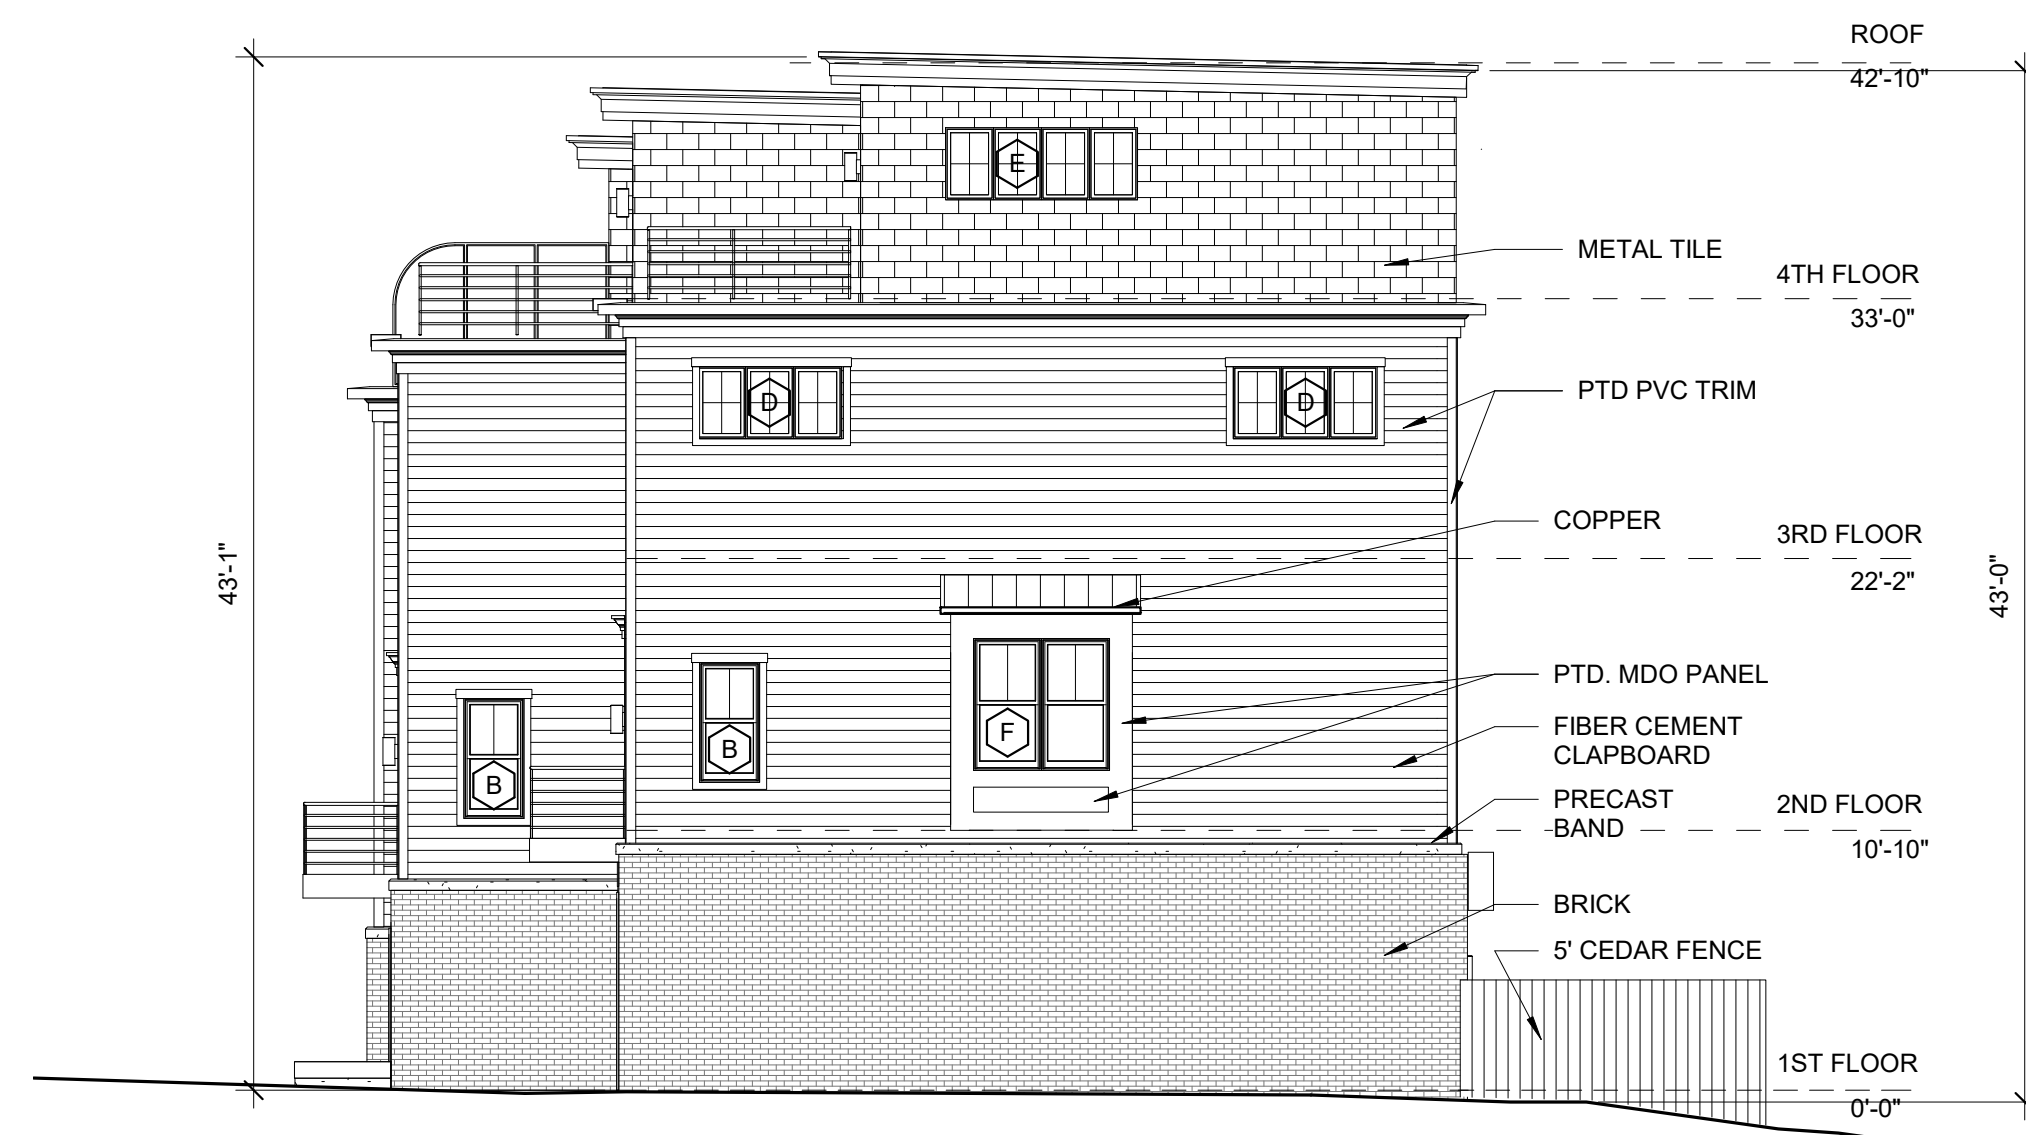 ROOF
42'-10"
E
METAL TILE
4TH FLOOR
33'-0"
D
D
PTD PVC TRIM
COPPER
3RD FLOOR
22'-2"
43'-1"
43'-0"
PTD. MDO PANEL
F
B
B
FIBER CEMENT
CLAPBOARD
PRECAST
BAND
2ND FLOOR
10'-10"
BRICK
5' CEDAR FENCE
1ST FLOOR
0'-0"